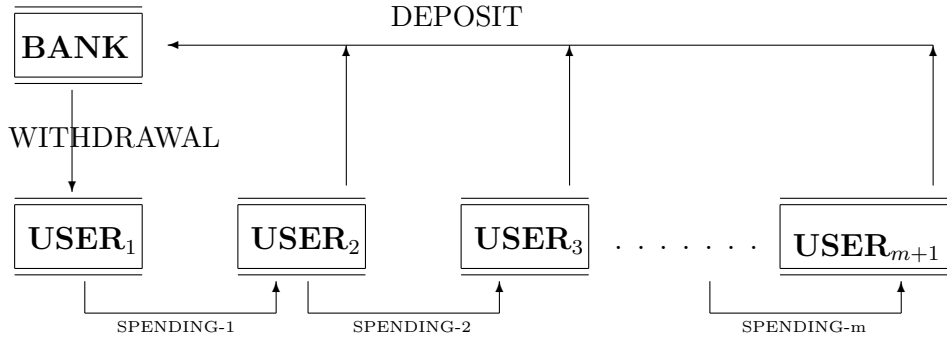 DEPOSIT
BANK
WITHDRAWAL
USER₁ USER₂ USER₃ . . . . . . . USERₘ₊₁
SPENDING-1 SPENDING-2 SPENDING-m